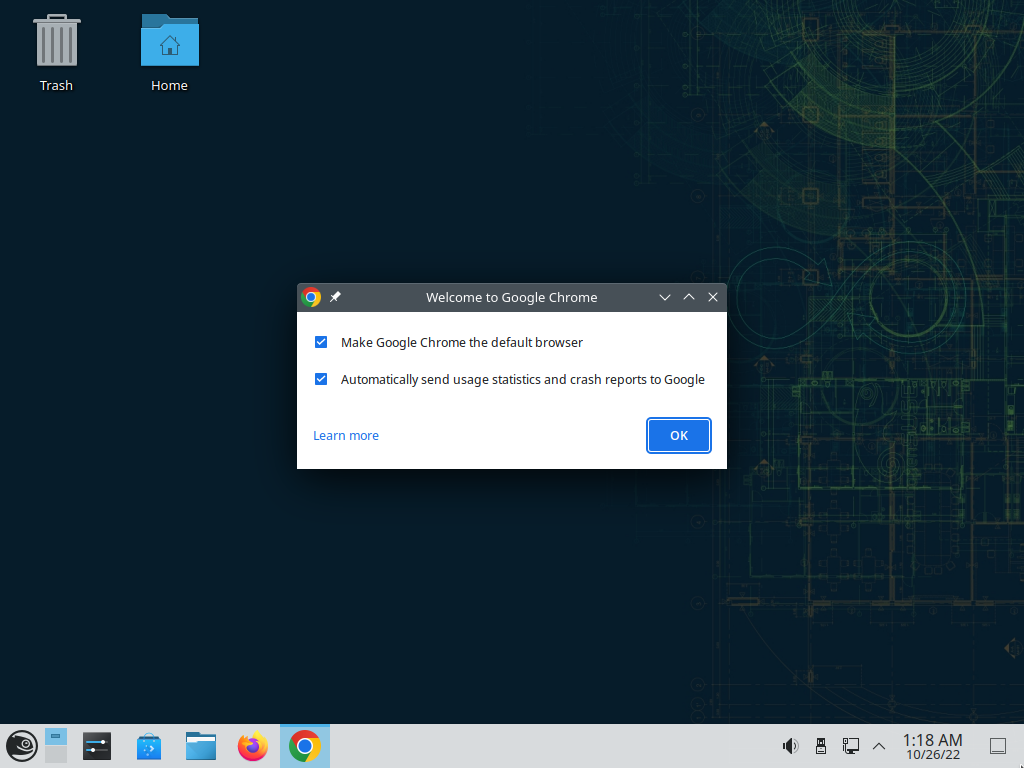 Trash
Home
Welcome to Google Chrome
Make Google Chrome the default browser
Automatically send usage statistics and crash reports to Google
Learn more
OK
1:18 AM
10/26/22